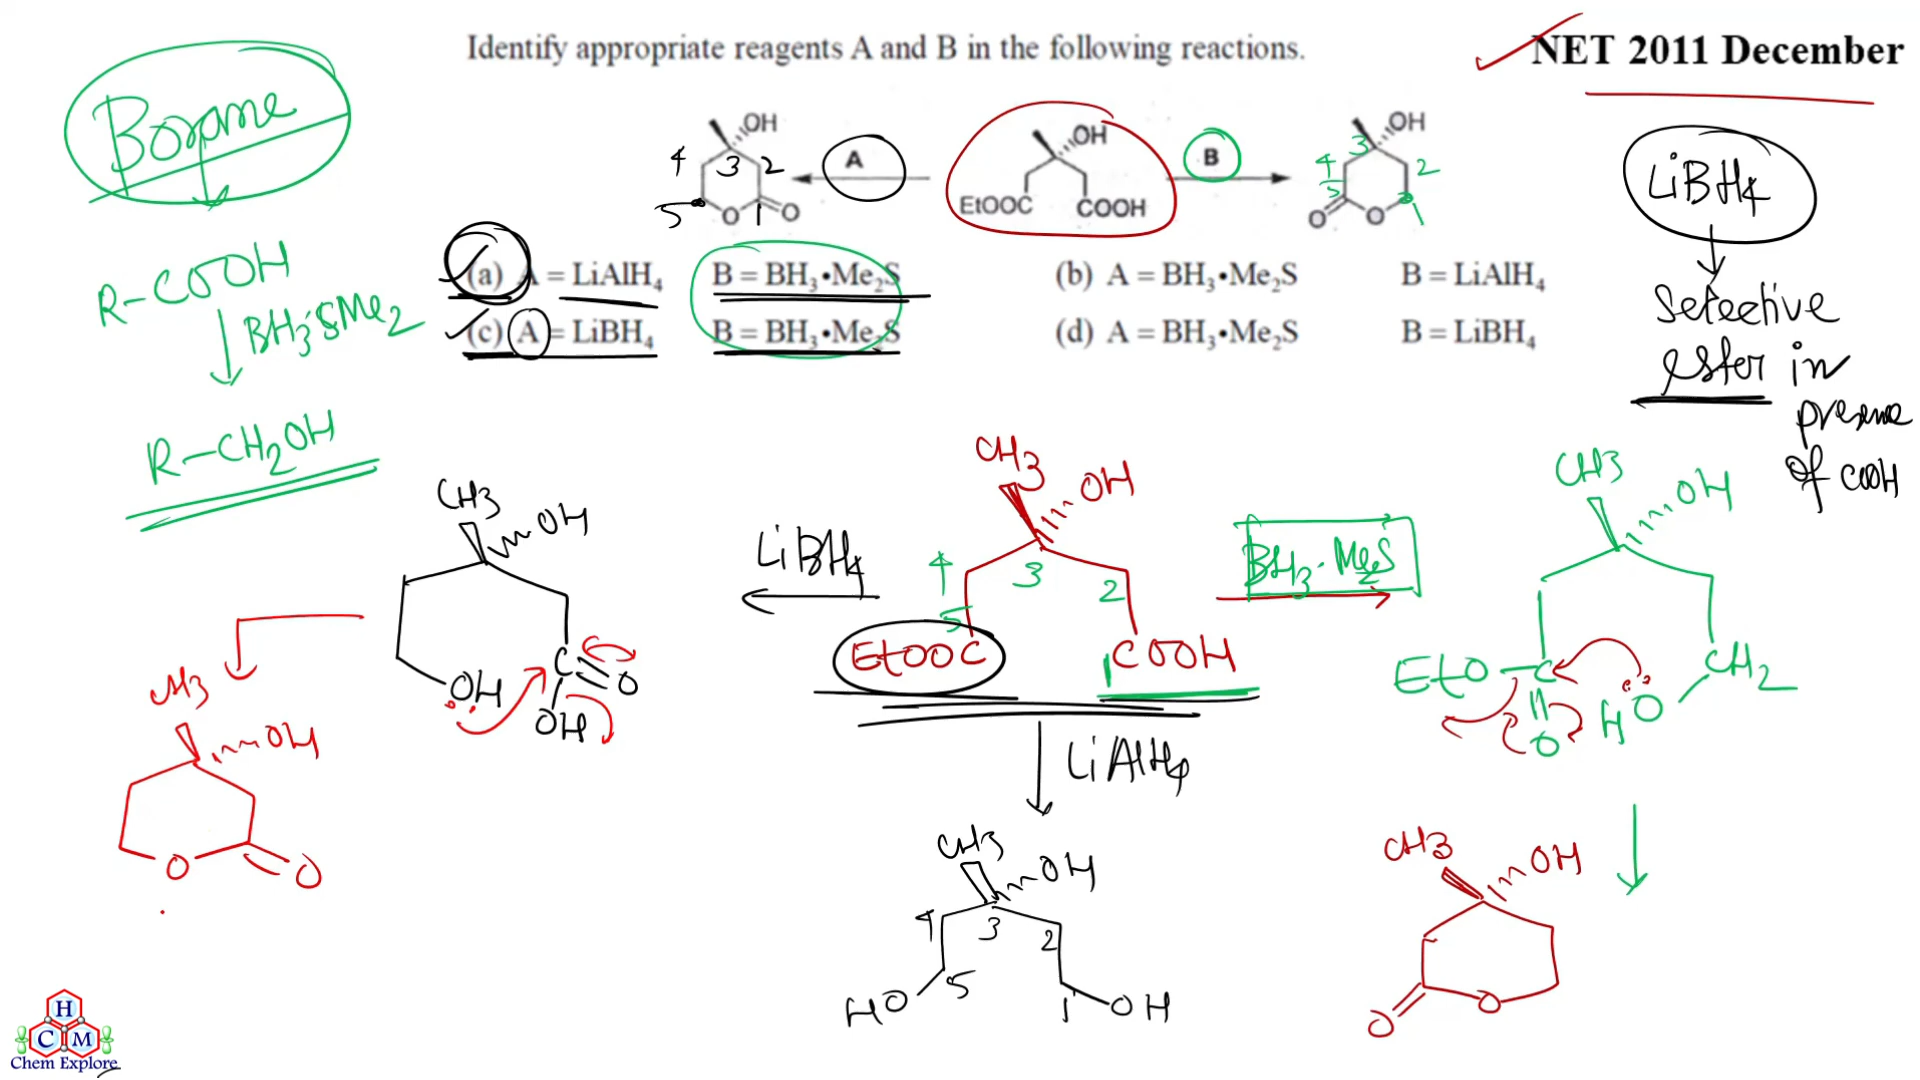 Identify appropriate reagents A and B in the following reactions.
NET 2011 December
Borane
R-COOH
BH3·SMe2
R-CH2OH
OH
4 3 2
5 O 1 O
A
OH
EtOOC COOH
B
OH
4 3 2
5 1
O O
LiBH4
Selective
ester in
presence
of COOH
(a) A = LiAlH4 B = BH3•Me2S (b) A = BH3•Me2S B = LiAlH4
(c) A = LiBH4 B = BH3•Me2S (d) A = BH3•Me2S B = LiBH4
CH3
OH
OH
C O
OH
LiBH4
CH3
OH
4 3 2
5 1
EtOOC COOH
BH3·Me2S
CH3
OH
EtO-C CH2
O HO
CH3
OH
O O
LiAlH4
CH3
OH
4 3 2
5 1
HO OH
CH3
OH
O O
H
C M
Chem Explore